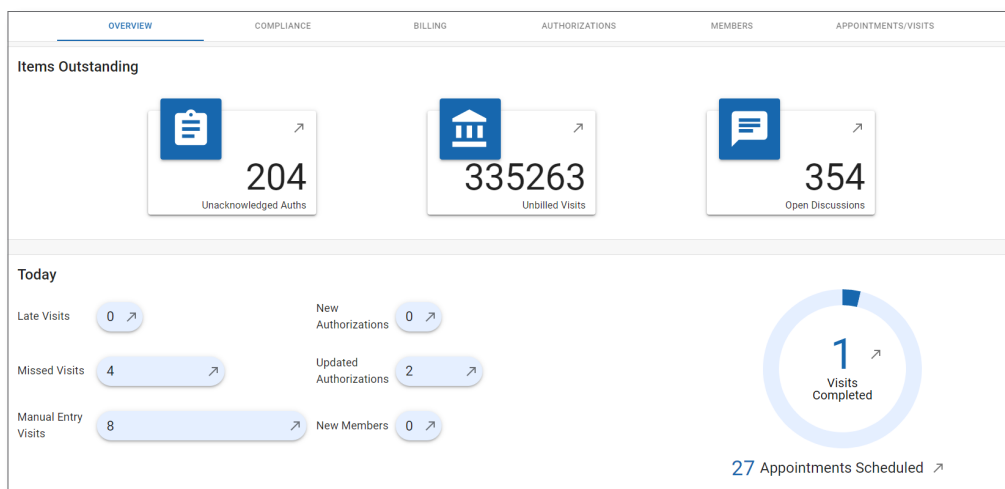 OVERVIEW COMPLIANCE BILLING AUTHORIZATIONS MEMBERS APPOINTMENTS/VISITS
Items Outstanding
204
Unacknowledged Auths
335263
Unbilled Visits
354
Open Discussions
Today
Late Visits 0
Missed Visits 4
Manual Entry
Visits 8
New
Authorizations 0
Updated
Authorizations 2
New Members 0
1
Visits
Completed
27 Appointments Scheduled